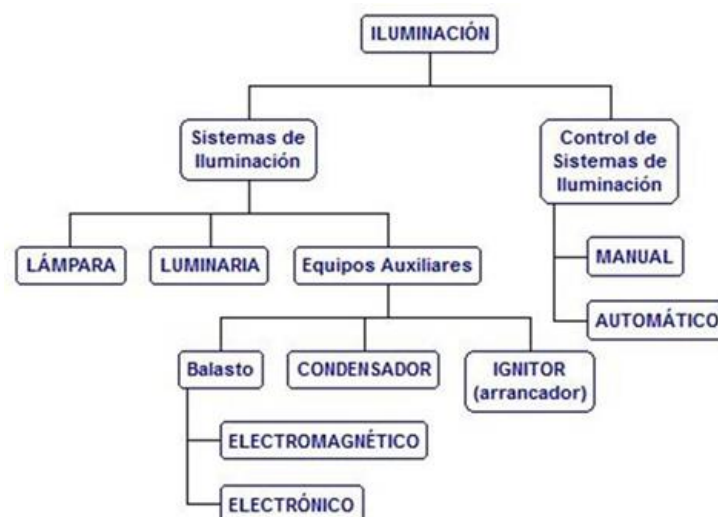 ILUMINACIÓN
Sistemas de
Iluminación
Control de
Sistemas de
Iluminación
LÁMPARA
LUMINARIA
Equipos Auxiliares
MANUAL
AUTOMÁTICO
Balasto
CONDENSADOR
IGNITOR
(arrancador)
ELECTROMAGNÉTICO
ELECTRÓNICO